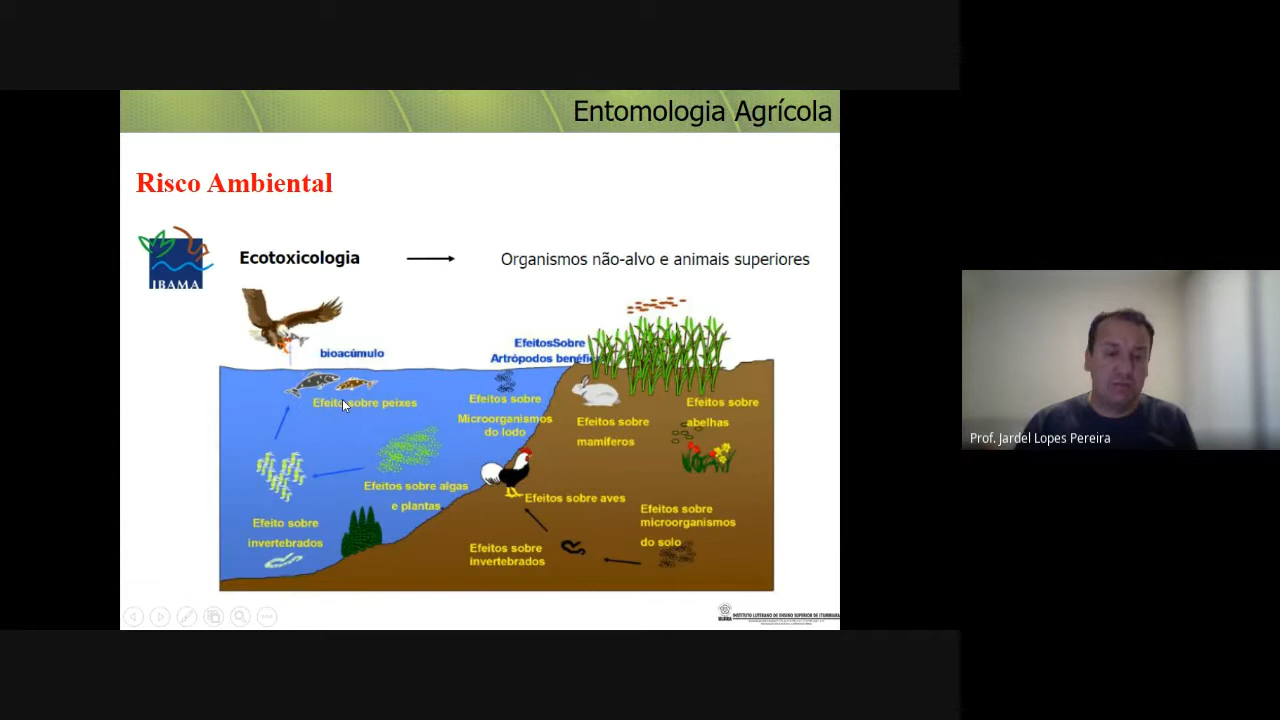 Entomologia Agrícola
Risco Ambiental
IBAMA
Ecotoxicologia
Organismos não-alvo e animais superiores
bioacúmulo
EfeitosSobre
Artrópodos benéfi
Efeito sobre peixes
Efeitos sobre
Microorganismos
do lodo
Efeitos sobre
mamíferos
Efeitos sobre
abelhas
Efeitos sobre algas
e plantas
Efeitos sobre aves
Efeito sobre
invertebrados
Efeitos sobre
invertebrados
Efeitos sobre
microorganismos
do solo
INSTITUTO LUTERANO DE ENSINO SUPERIOR DE ITUMBIARA
Prof. Jardel Lopes Pereira